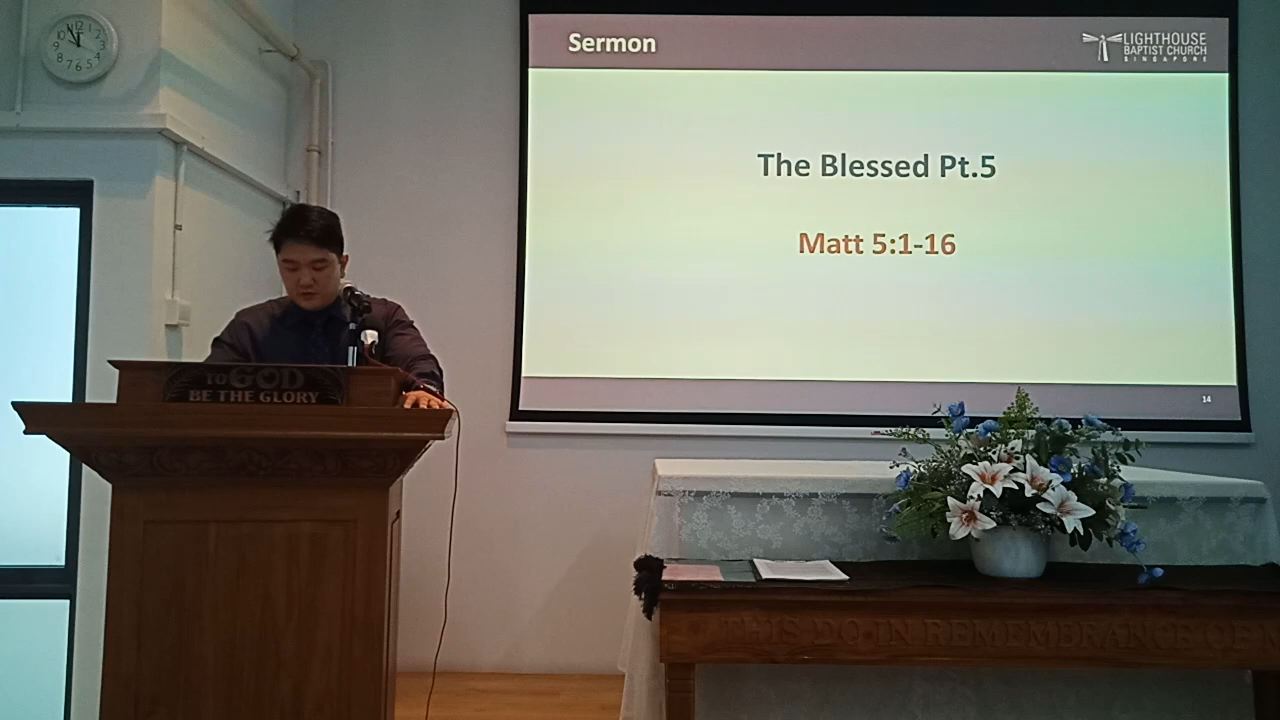 Sermon
LIGHTHOUSE
BAPTIST CHURCH
SINGAPORE
The Blessed Pt.5
Matt 5:1-16
14
TO GOD
BE THE GLORY
THIS DO IN REMEMBRANCE OF